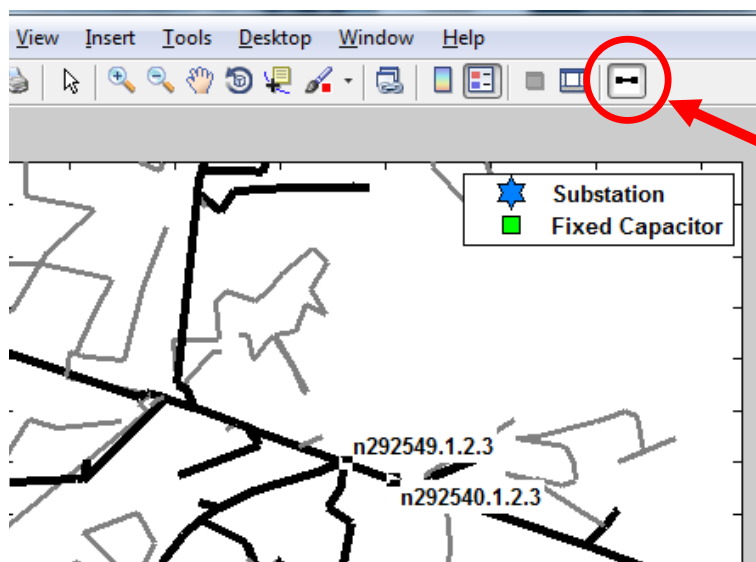 View Insert Tools Desktop Window Help
Substation
Fixed Capacitor
n292549.1.2.3
n292540.1.2.3